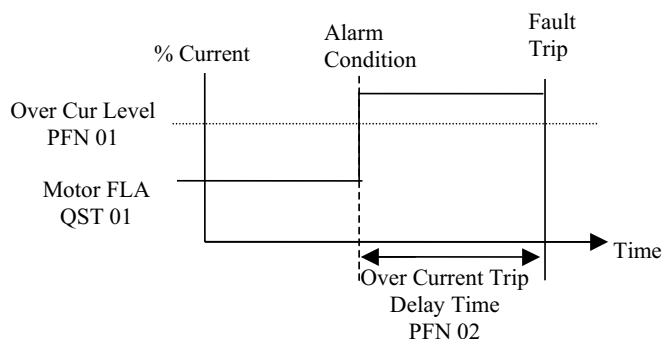 % Current
Alarm
Condition
Fault
Trip
Over Cur Level
PFN 01
Motor FLA
QST 01
Time
Over Current Trip
Delay Time
PFN 02